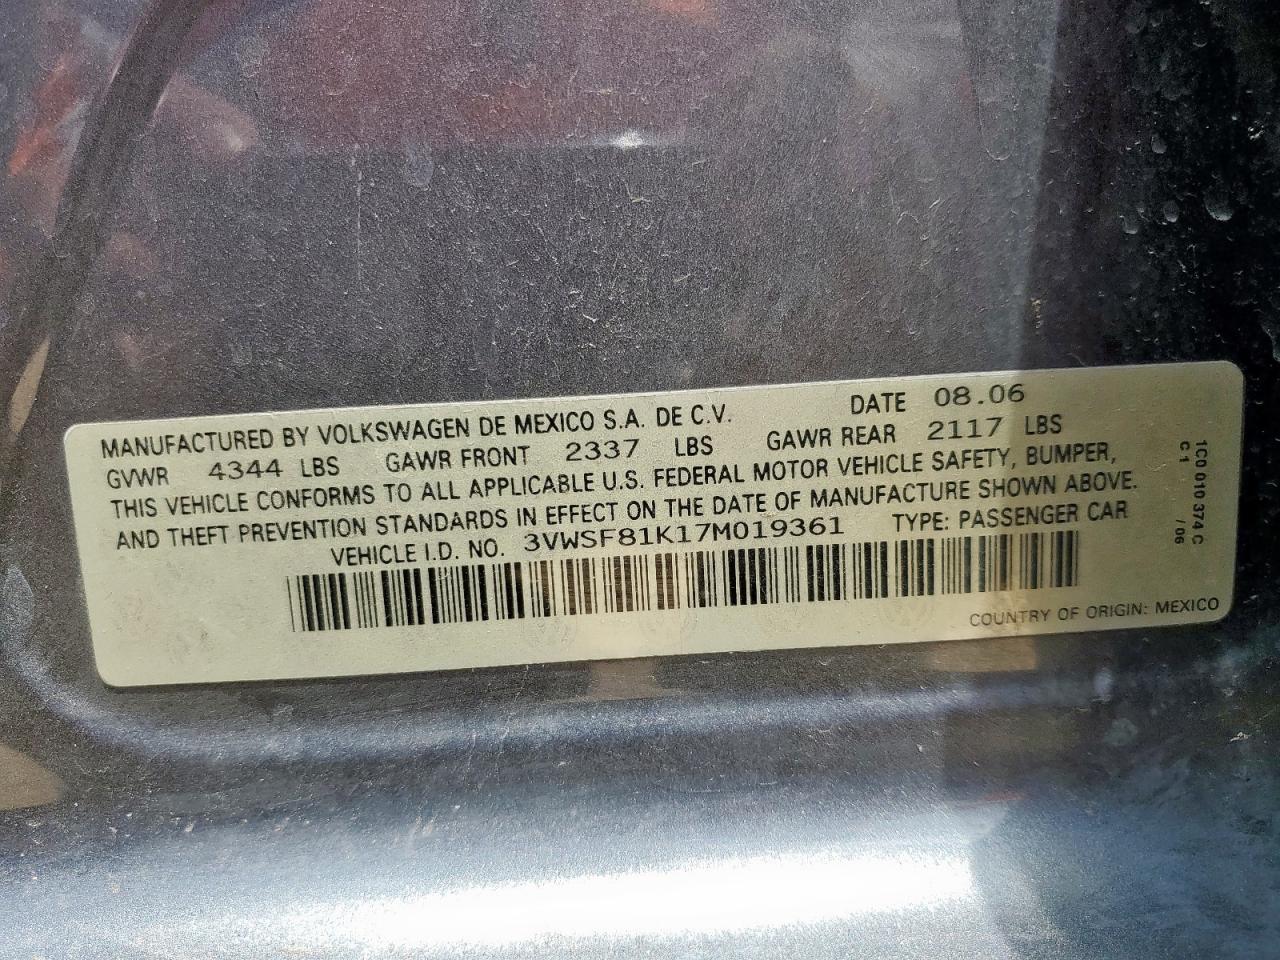 MANUFACTURED BY VOLKSWAGEN DE MEXICO S.A. DE C.V. DATE 08.06
GVWR 4344 LBS GAWR FRONT 2337 LBS GAWR REAR 2117 LBS
THIS VEHICLE CONFORMS TO ALL APPLICABLE U.S. FEDERAL MOTOR VEHICLE SAFETY, BUMPER,
AND THEFT PREVENTION STANDARDS IN EFFECT ON THE DATE OF MANUFACTURE SHOWN ABOVE.
VEHICLE I.D. NO. 3VWSF81K17M019361 TYPE: PASSENGER CAR
COUNTRY OF ORIGIN: MEXICO
1C0 010 374 C
C 1 / 06